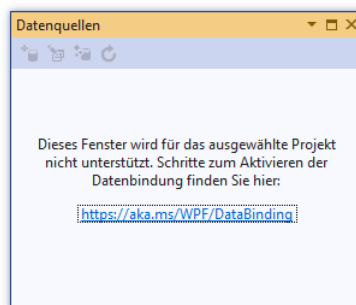 Datenquellen
Dieses Fenster wird für das ausgewählte Projekt
nicht unterstützt. Schritte zum Aktivieren der
Datenbindung finden Sie hier:
https://aka.ms/WPF/DataBinding